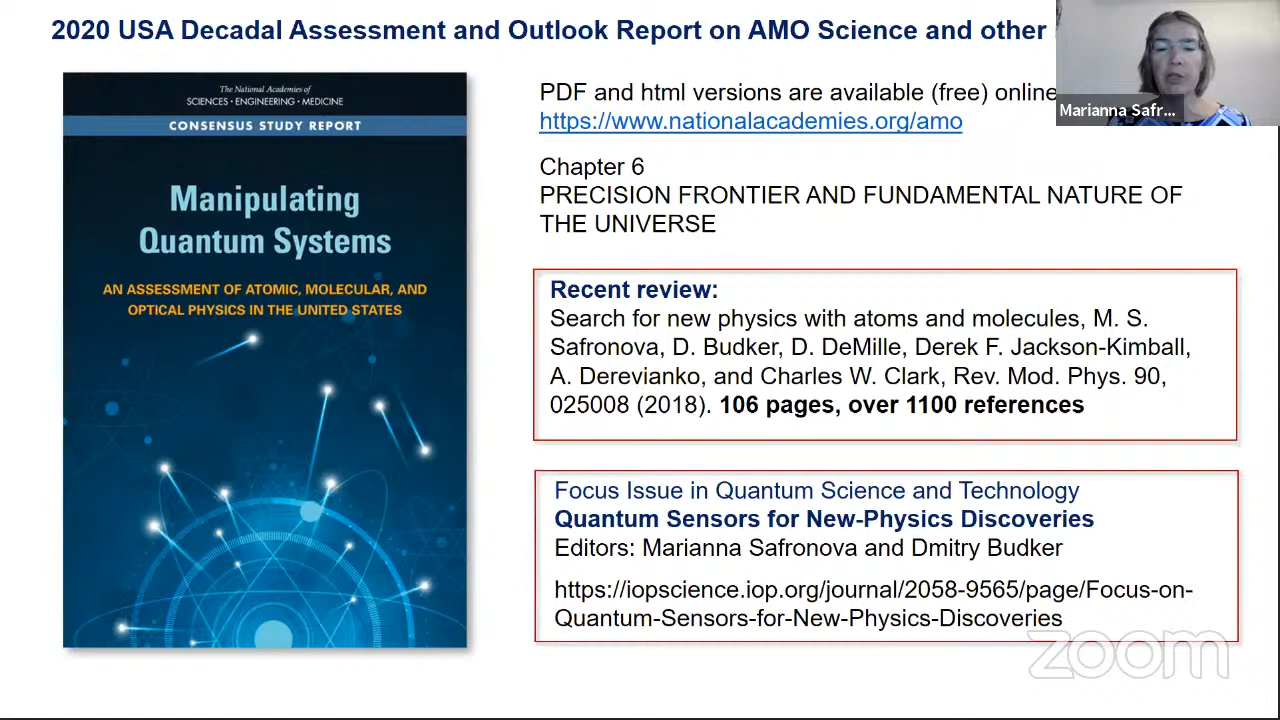 2020 USA Decadal Assessment and Outlook Report on AMO Science and other
Marianna Safr...
The National Academies of
SCIENCES • ENGINEERING • MEDICINE
CONSENSUS STUDY REPORT
Manipulating
Quantum Systems
AN ASSESSMENT OF ATOMIC, MOLECULAR, AND
OPTICAL PHYSICS IN THE UNITED STATES
PDF and html versions are available (free) online
https://www.nationalacademies.org/amo
Chapter 6
PRECISION FRONTIER AND FUNDAMENTAL NATURE OF
THE UNIVERSE
Recent review:
Search for new physics with atoms and molecules, M. S.
Safronova, D. Budker, D. DeMille, Derek F. Jackson-Kimball,
A. Derevianko, and Charles W. Clark, Rev. Mod. Phys. 90,
025008 (2018). 106 pages, over 1100 references
Focus Issue in Quantum Science and Technology
Quantum Sensors for New-Physics Discoveries
Editors: Marianna Safronova and Dmitry Budker
https://iopscience.iop.org/journal/2058-9565/page/Focus-on-
Quantum-Sensors-for-New-Physics-Discoveries
zoom